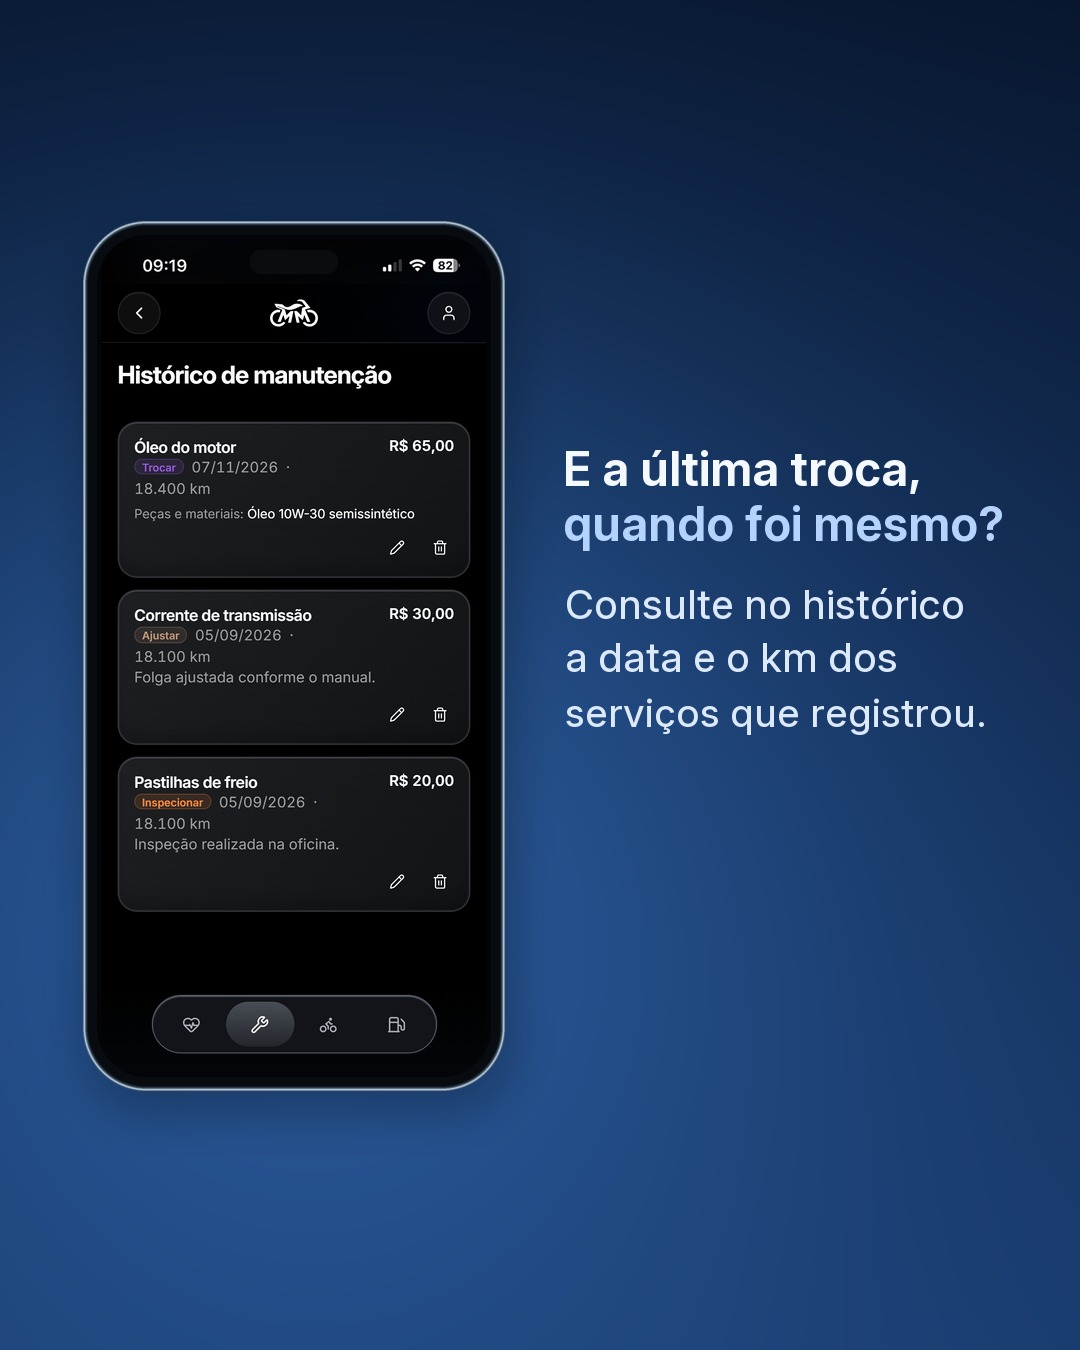 09:19
82
MM
Histórico de manutenção
Óleo do motor
R$ 65,00
Trocar 07/11/2026 ·
18.400 km
Peças e materiais: Óleo 10W-30 semissintético
Corrente de transmissão
R$ 30,00
Ajustar 05/09/2026 ·
18.100 km
Folga ajustada conforme o manual.
Pastilhas de freio
R$ 20,00
Inspecionar 05/09/2026 ·
18.100 km
Inspeção realizada na oficina.
E a última troca,
quando foi mesmo?
Consulte no histórico
a data e o km dos
serviços que registrou.